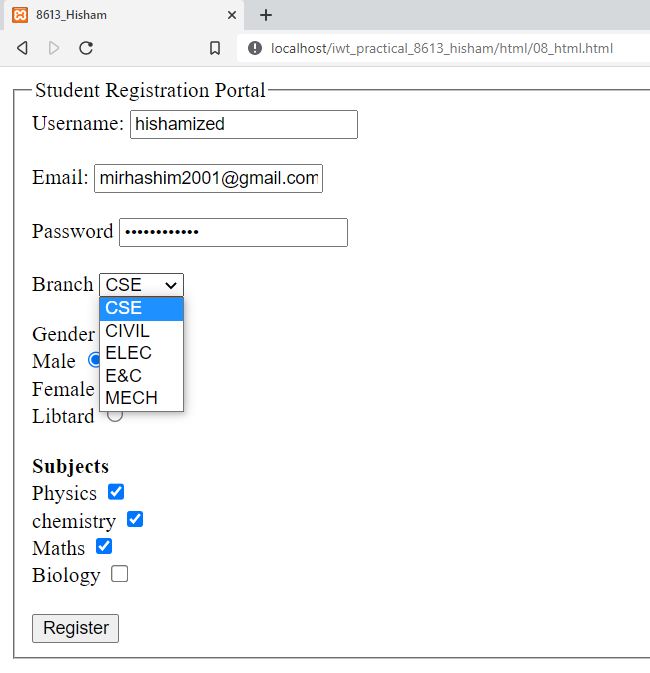 8613_Hisham
localhost/iwt_practical_8613_hisham/html/08_html.html
Student Registration Portal
Username: hishamized
Email: mirhashim2001@gmail.com
Password ••••••••••••
Branch CSE
CSE
CIVIL
ELEC
E&C
MECH
Gender
Male
Female
Libtard
Subjects
Physics
chemistry
Maths
Biology
Register